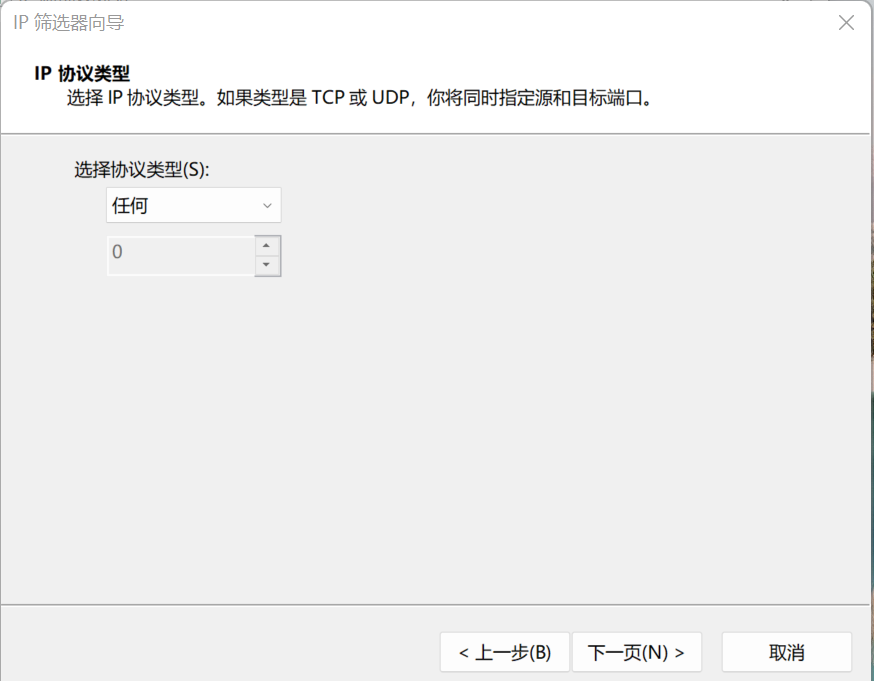 IP 筛选器向导
IP 协议类型
选择 IP 协议类型。如果类型是 TCP 或 UDP，你将同时指定源和目标端口。
选择协议类型(S):
任何
0
< 上一步(B) 下一页(N) > 取消